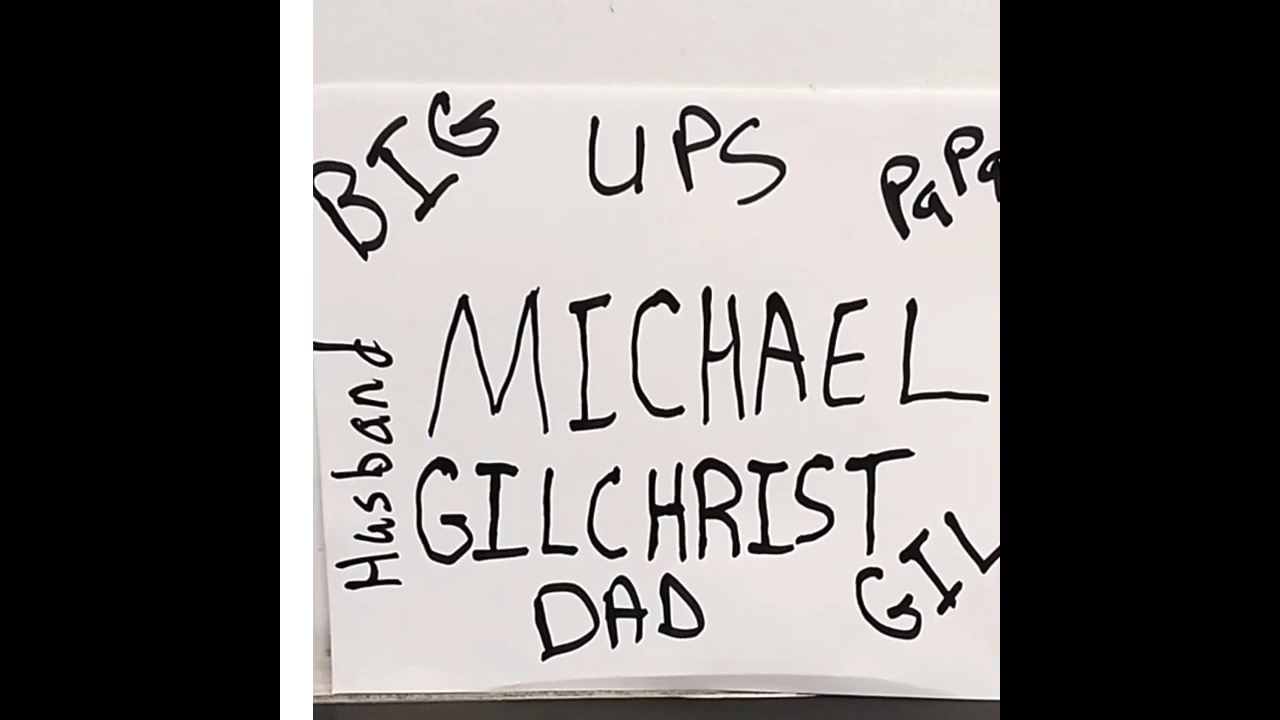 BIG UPS PaPa
Husband
MICHAEL
GILCHRIST
DAD
GIL